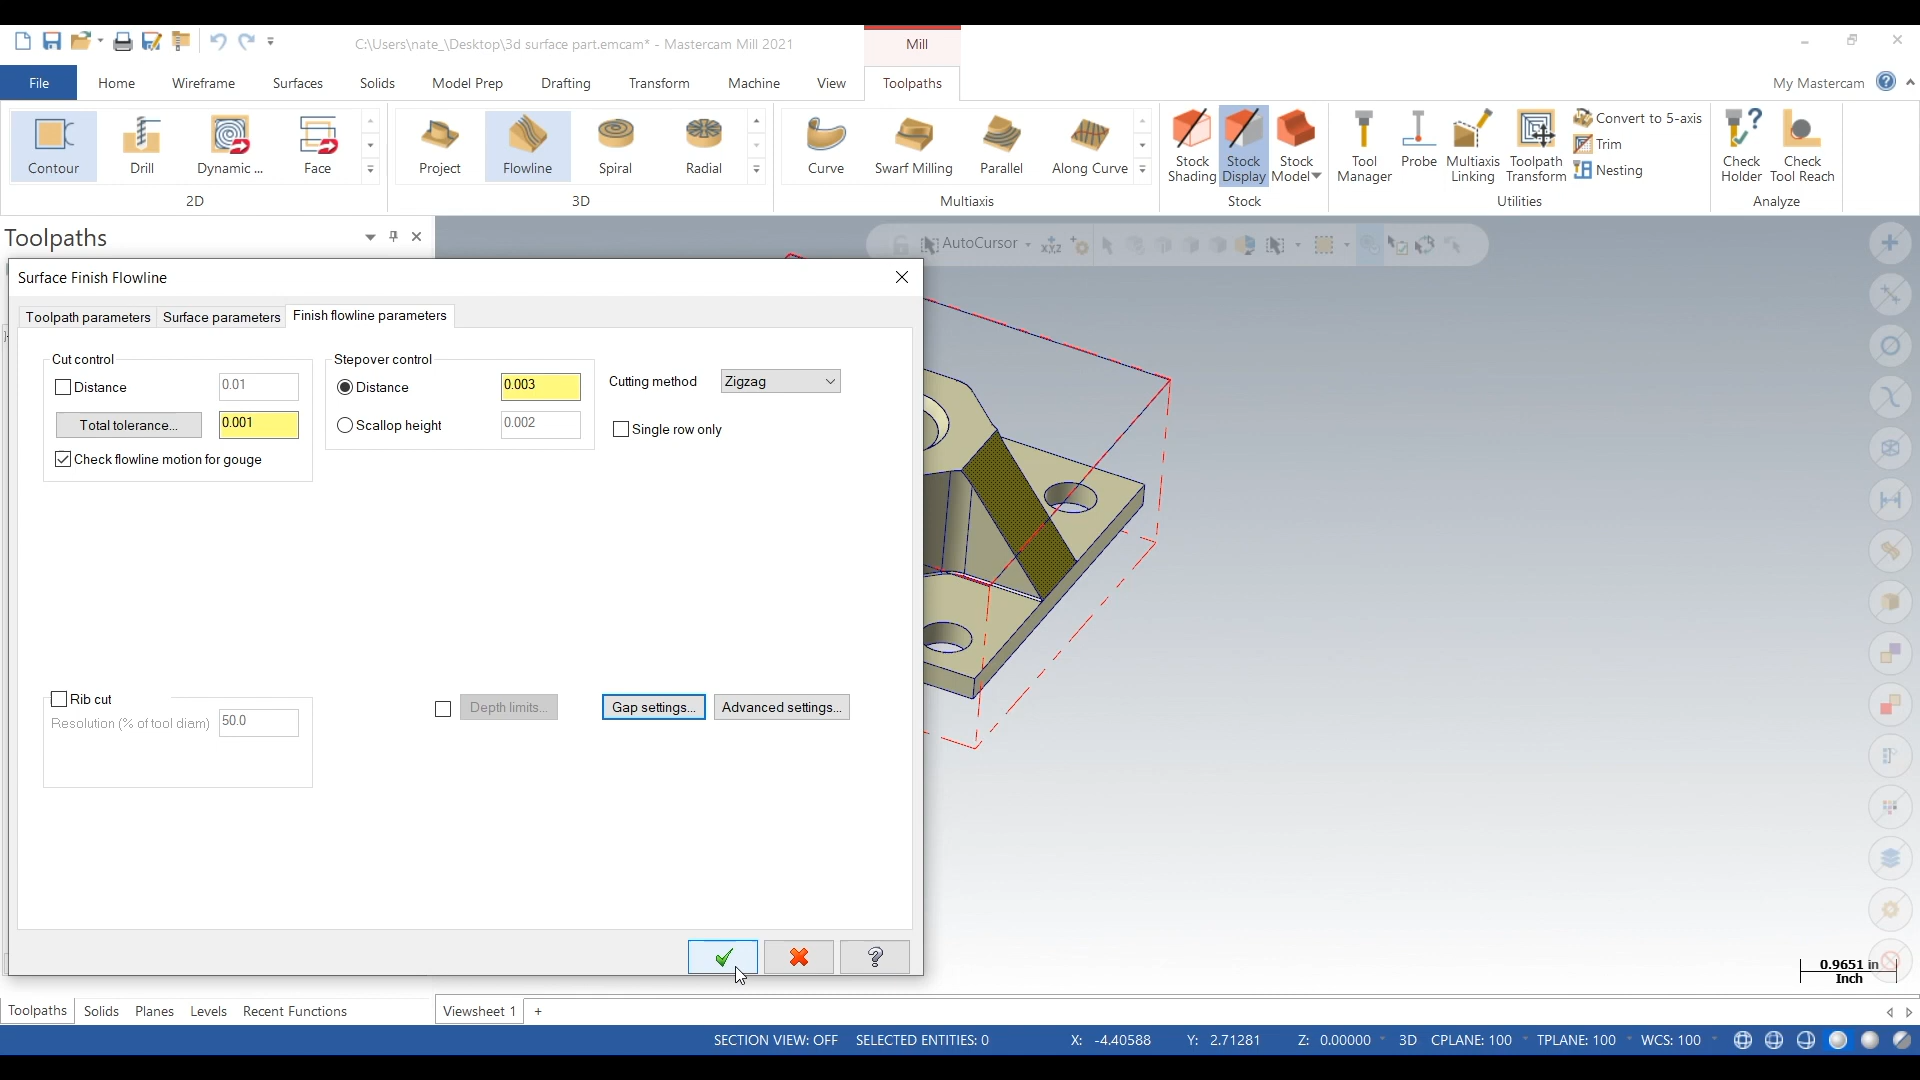 C:\Users\nate_\Desktop\3d surface part.emcam* - Mastercam Mill 2021
Mill
File
Home
Wireframe
Surfaces
Solids
Model Prep
Drafting
Transform
Machine
View
Toolpaths
My Mastercam
Contour
Drill
Dynamic ...
Face
2D
Project
Flowline
Spiral
Radial
3D
Curve
Swarf Milling
Parallel
Along Curve
Multiaxis
Stock Shading
Stock Display
Stock Model
Stock
Tool Manager
Probe
Multiaxis Linking
Toolpath Transform
Convert to 5-axis
Trim
Nesting
Utilities
Check Holder
Check Tool Reach
Analyze
Toolpaths
AutoCursor
Surface Finish Flowline
Toolpath parameters
Surface parameters
Finish flowline parameters
Cut control
Distance
0.01
Total tolerance...
0.001
Check flowline motion for gouge
Stepover control
Distance
0.003
Scallop height
0.002
Cutting method
Zigzag
Single row only
Rib cut
Resolution (% of tool diam)
50.0
Depth limits...
Gap settings...
Advanced settings...
0.9651 in
Inch
Toolpaths
Solids
Planes
Levels
Recent Functions
Viewsheet 1
+
SECTION VIEW: OFF
SELECTED ENTITIES: 0
X: -4.40588
Y: 2.71281
Z: 0.00000
3D
CPLANE: 100
TPLANE: 100
WCS: 100